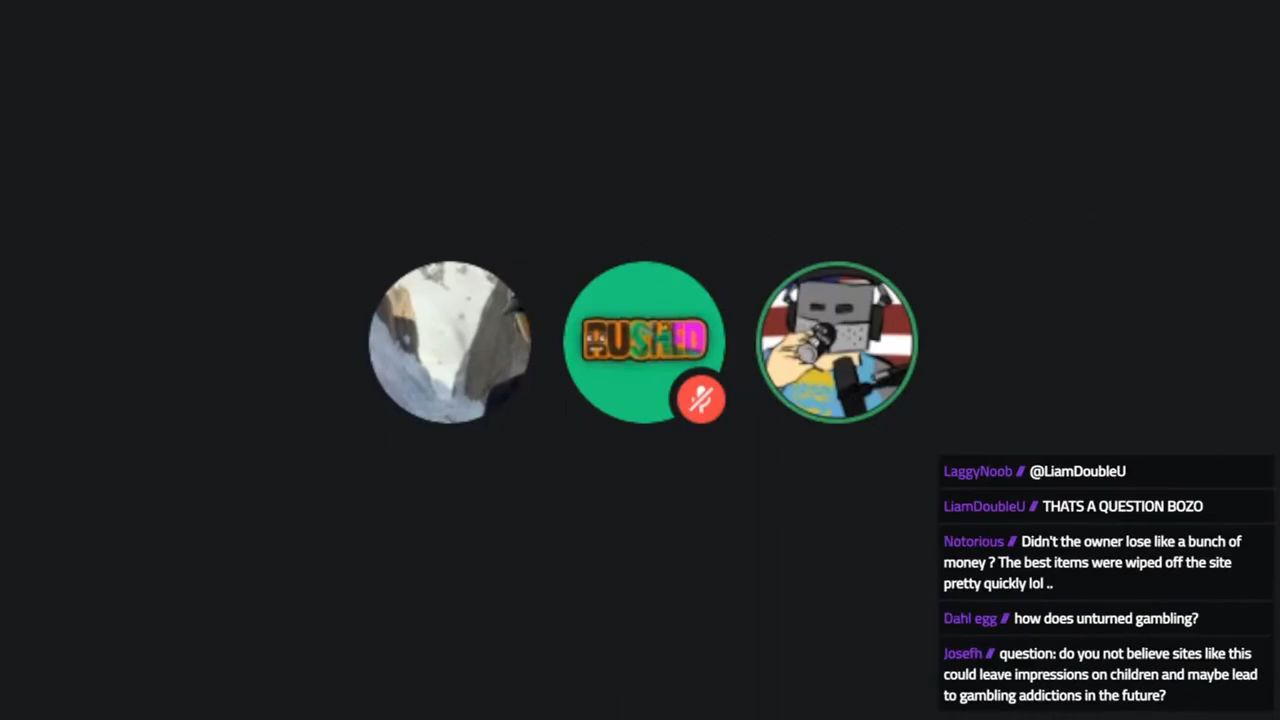 BUSHED
LaggyNoob // @LiamDoubleU
LiamDoubleU // THATS A QUESTION BOZO
Notorious // Didn't the owner lose like a bunch of
money ? The best items were wiped off the site
pretty quickly lol ..
Dahl egg // how does unturned gambling?
Josefh // question: do you not believe sites like this
could leave impressions on children and maybe lead
to gambling addictions in the future?